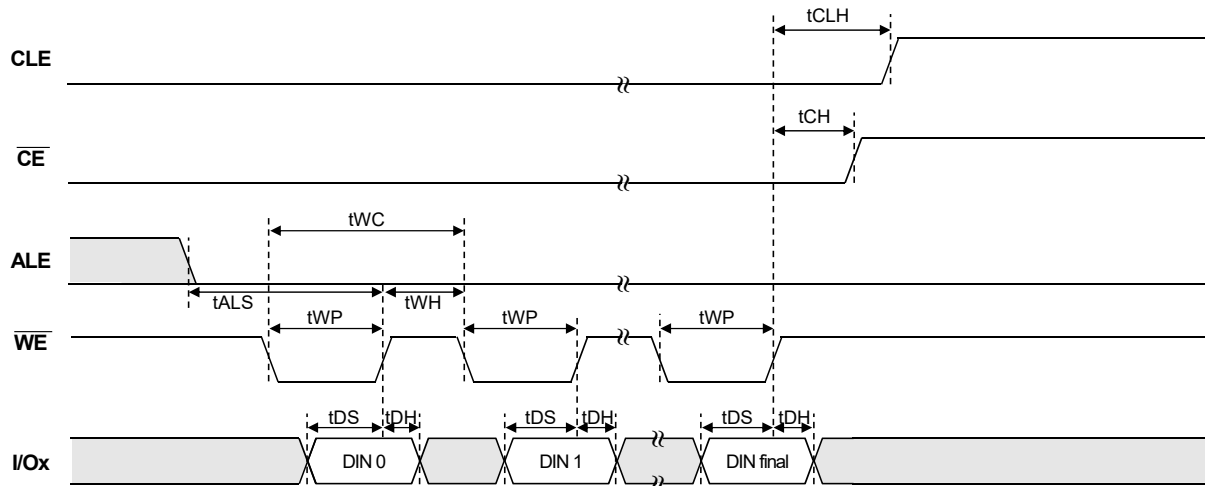 tCLH
CLE
tCH
CE
tWC
ALE
tALS tWH
tWP tWP tWP
WE
tDS tDH tDS tDH tDS tDH
I/Ox DIN 0 DIN 1 DIN final